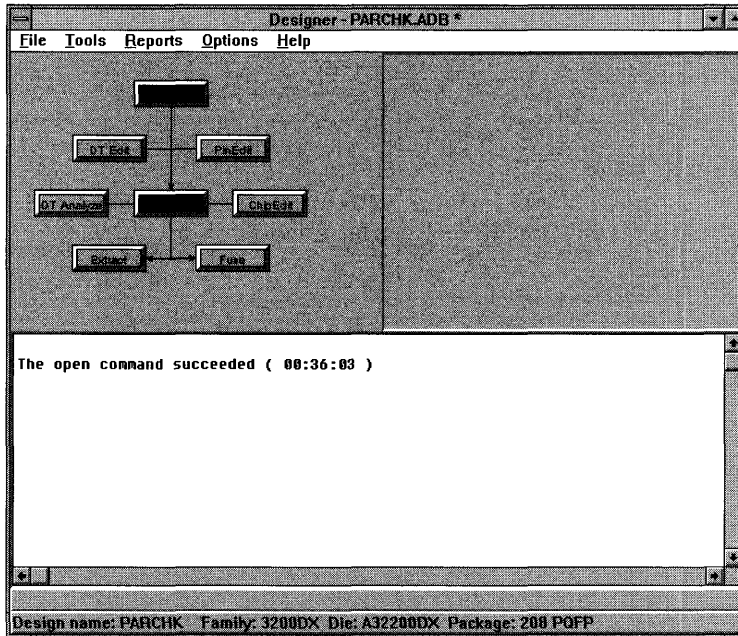 Designer - PARCHK.ADB *
File Tools Reports Options Help
DT Edit PinEdit
DT Analyze ChipEdit
Extract Fuse
The open command succeeded ( 00:36:03 )
Design name: PARCHK Family: 3200DX Die: A32200DX Package: 208 PQFP